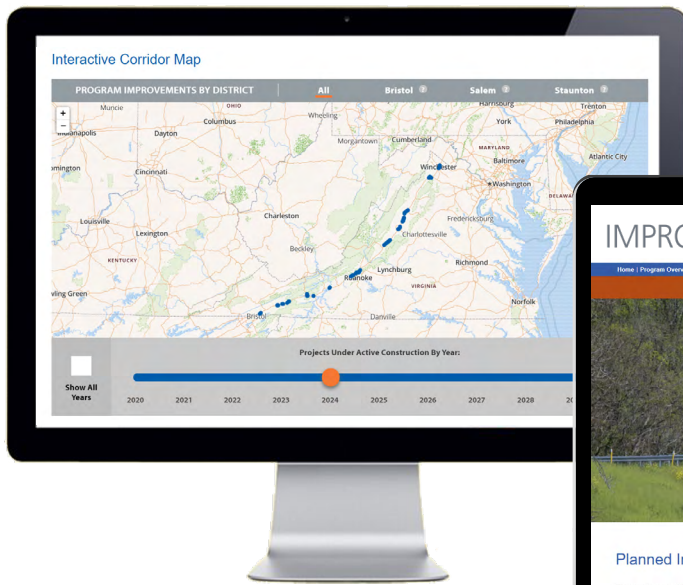 Interactive Corridor Map
PROGRAM IMPROVEMENTS BY DISTRICT
All
Bristol
Salem
Staunton
+
−
Muncie
OHIO
Wheeling
Harrisburg
Trenton
Columbus
York
Philadelphia
Dayton
Morgantown
Cumberland
MARYLAND
Cincinnati
Winchester
Baltimore
Atlantic City
Washington
DELAWA
Louisville
Charleston
Fredericksburg
Lexington
Charlottesville
Beckley
KENTUCKY
Richmond
Lynchburg
Roanoke
VIRGINIA
Norfolk
Bristol
Danville
Projects Under Active Construction By Year:
Show All
Years
2020 2021 2022 2023 2024 2025 2026 2027 2028
IMPRO
Home | Program Overv
Planned I